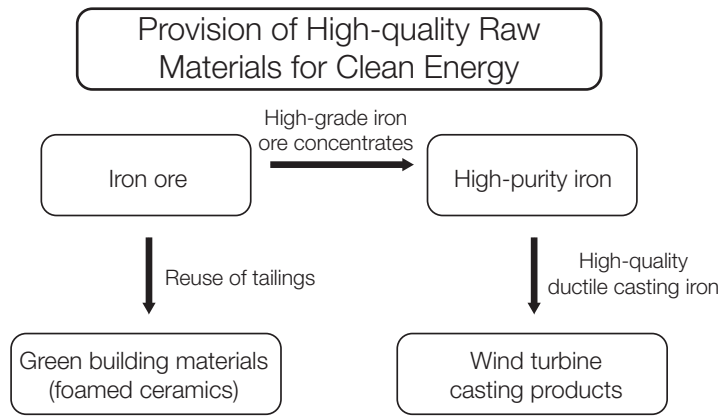 Provision of High-quality Raw
Materials for Clean Energy
High-grade iron
ore concentrates
Iron ore
High-purity iron
Reuse of tailings
High-quality
ductile casting iron
Green building materials
(foamed ceramics)
Wind turbine
casting products